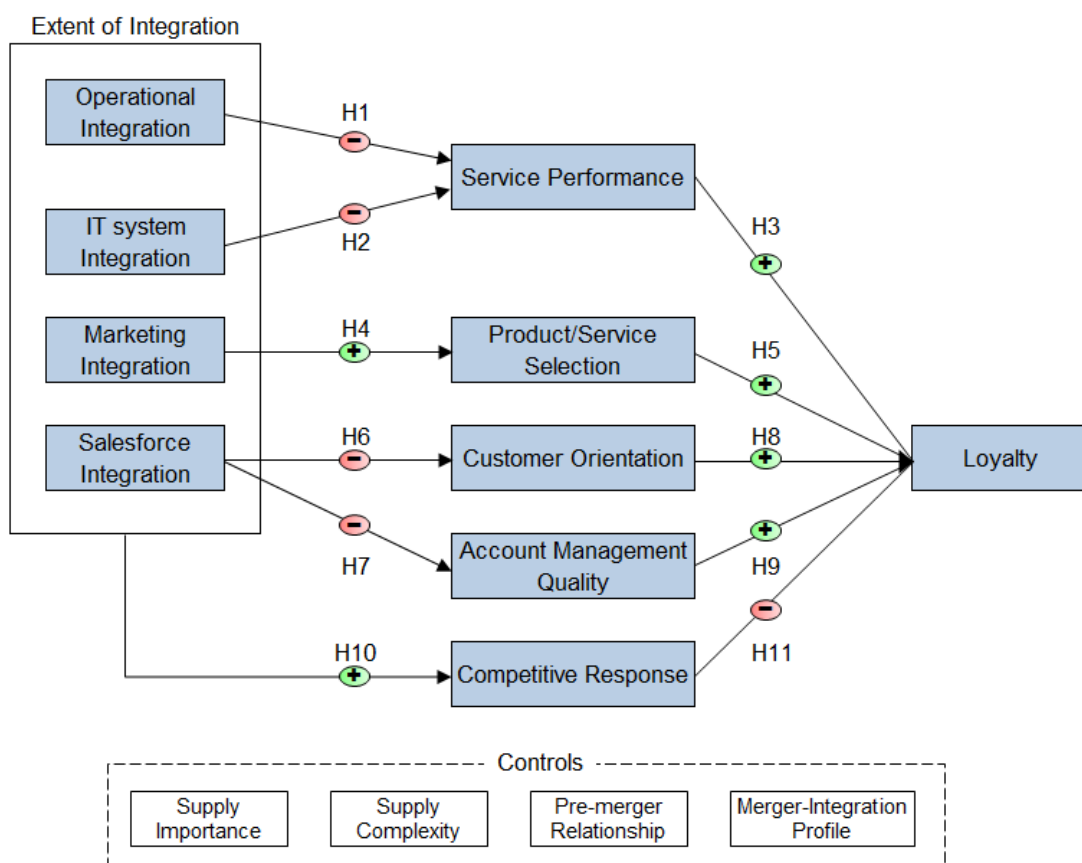 Extent of Integration
Operational
Integration
H1
−
Service Performance
IT system
Integration
−
H2
H3
+
Marketing
Integration
H4
+
Product/Service
Selection
H5
+
Salesforce
Integration
H6
−
Customer Orientation
H8
+
Loyalty
−
H7
Account Management
Quality
+
H9
−
H11
H10
+
Competitive Response
Controls
Supply
Importance
Supply
Complexity
Pre-merger
Relationship
Merger-Integration
Profile